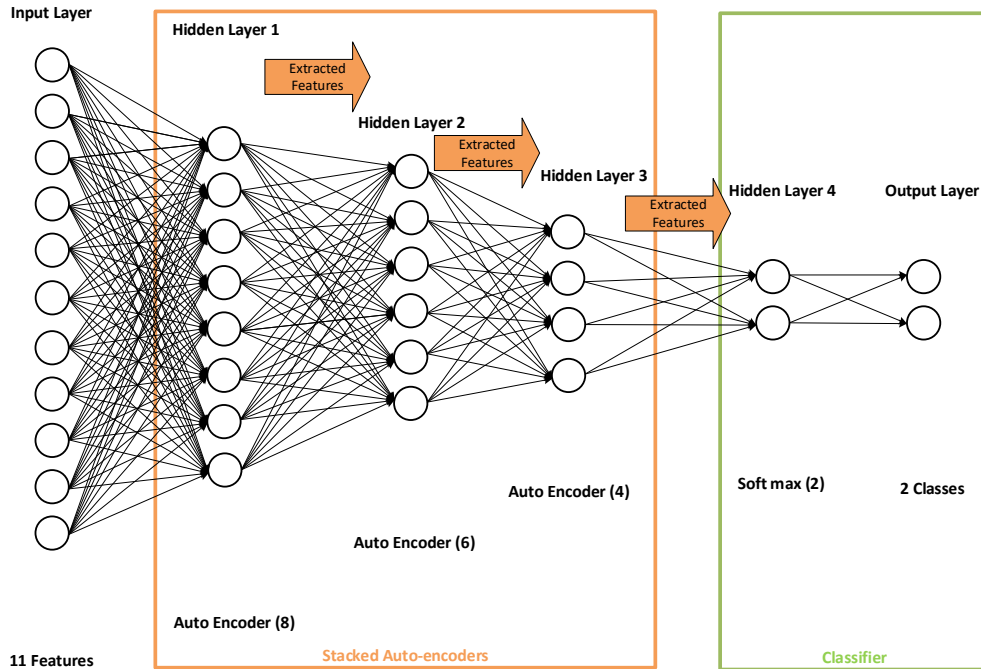 Input Layer
Hidden Layer 1
Extracted
Features
Hidden Layer 2
Extracted
Features
Hidden Layer 3
Extracted
Features
Hidden Layer 4
Output Layer
Auto Encoder (4)
Soft max (2)
2 Classes
Auto Encoder (6)
Auto Encoder (8)
11 Features
Stacked Auto-encoders
Classifier